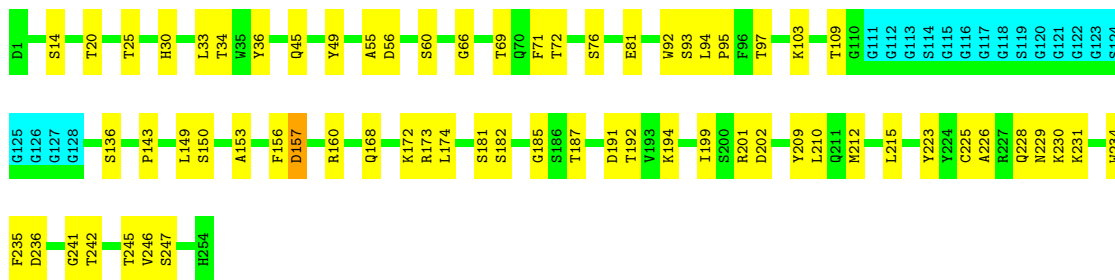 D1 S14 T20 T25 H30 L33 T34 W35 Y36 Q45 Y49 A55 D56 S60 G66 T69 Q70 F71 T72 S76 E81 W92 S93 L94 P95 F96 T97 K103 T109 G110 G111 G112 G113 S114 G115 G116 G117 G118 S119 G120 G121 G122 G123 S124
G125 G126 G127 G128 S136 P143 L149 S150 A153 F156 D157 R160 Q168 K172 R173 L174 S181 S182 G185 S186 T187 D191 T192 V193 K194 I199 S200 R201 D202 Y209 L210 Q211 M212 L215 Y223 Y224 C225 A226 R227 Q228 N229 K230 K231
F235 D236 G241 T242 T245 V246 S247 H254